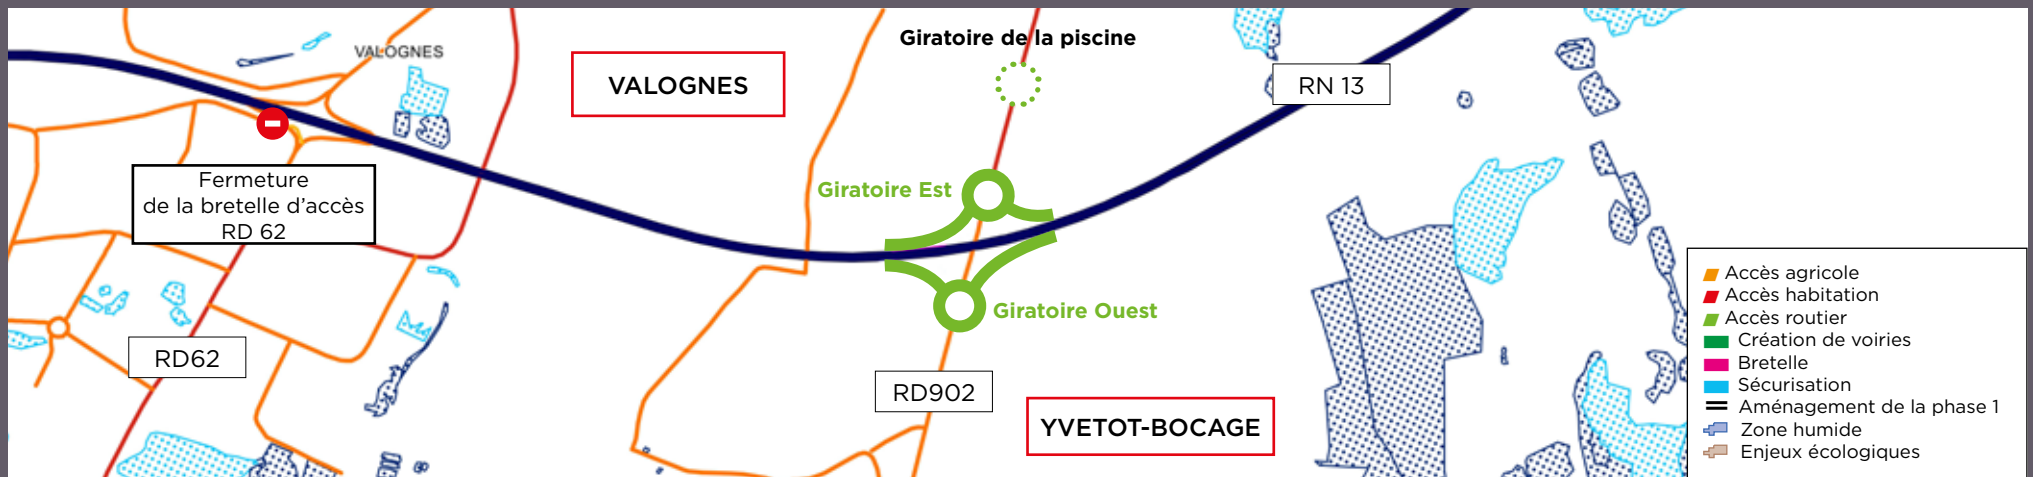 Giratoire de la piscine
VALOGNES
VALOGNES
RN 13
Fermeture
de la bretelle d'accès
RD 62
Giratoire Est
Giratoire Ouest
RD62
RD902
YVETOT-BOCAGE
Accès agricole
Accès habitation
Accès routier
Création de voiries
Bretelle
Sécurisation
Aménagement de la phase 1
Zone humide
Enjeux écologiques